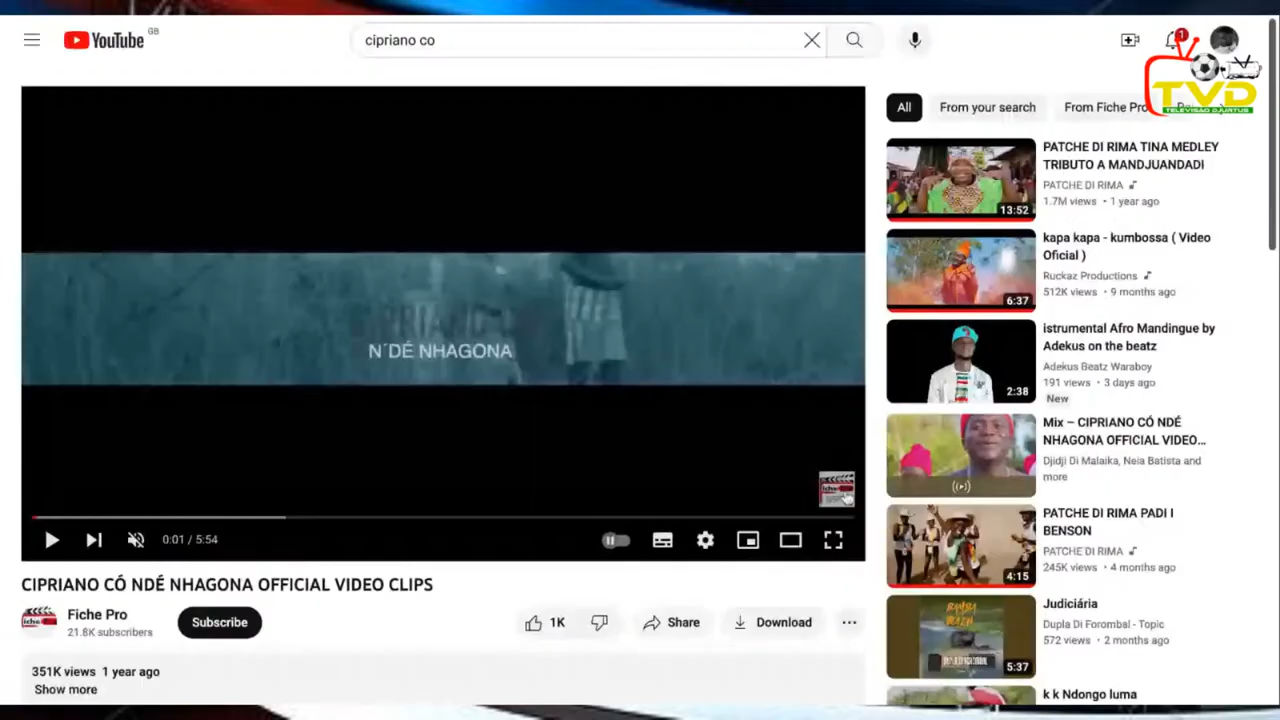 YouTube GB
cipriano co
1
TVD
TELEVISÃO DJURTUS
N´DÉ NHAGONA
0:01 / 5:54
CIPRIANO CÓ NDÉ NHAGONA OFFICIAL VIDEO CLIPS
Fiche Pro
21.8K subscribers
Subscribe
1K
Share
Download
351K views 1 year ago
Show more
All
From your search
From Fiche Pro
13:52
PATCHE DI RIMA TINA MEDLEY
TRIBUTO A MANDJUANDADI
PATCHE DI RIMA
1.7M views • 1 year ago
6:37
kapa kapa - kumbossa ( Video
Oficial )
Ruckaz Productions
512K views • 9 months ago
2:38
istrumental Afro Mandingue by
Adekus on the beatz
Adekus Beatz Waraboy
191 views • 3 days ago
New
Mix – CIPRIANO CÓ NDÉ
NHAGONA OFFICIAL VIDEO...
Djidji Di Malaika, Neia Batista and
more
4:15
PATCHE DI RIMA PADI I
BENSON
PATCHE DI RIMA
245K views • 4 months ago
5:37
Judiciária
Dupla Di Forombal - Topic
572 views • 2 months ago
k k Ndongo luma